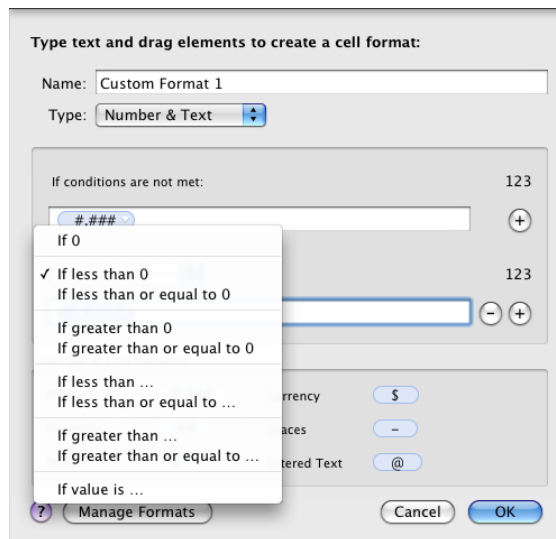 Type text and drag elements to create a cell format:
Name: Custom Format 1
Type: Number & Text
If conditions are not met: 123
#,### +
If 0
✓ If less than 0 123
If less than or equal to 0
If greater than 0 − +
If greater than or equal to 0
If less than ...
If less than or equal to ... $
If greater than ... –
If greater than or equal to ... Text @
If value is ...
? Manage Formats Cancel OK